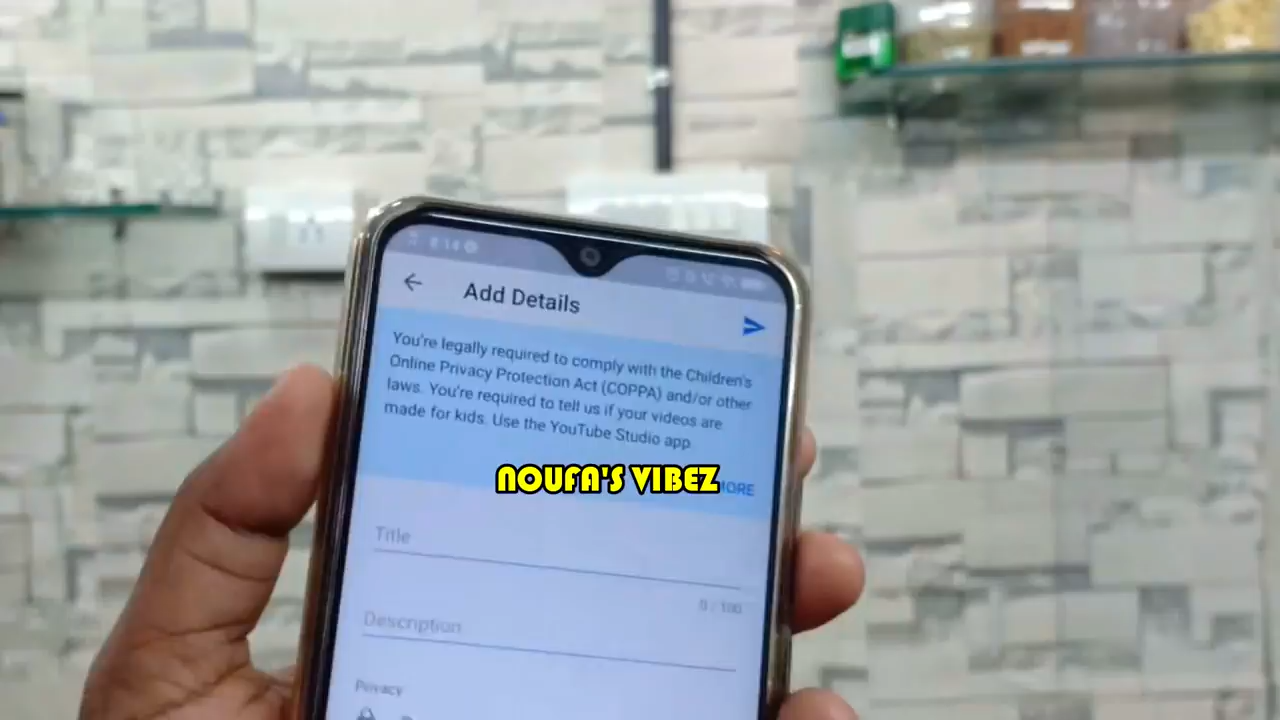 Add Details
You're legally required to comply with the Children's
Online Privacy Protection Act (COPPA) and/or other
laws. You're required to tell us if your videos are
made for kids. Use the YouTube Studio app
NOUFA'S VIBEZ
Title
0 / 100
Description
Privacy